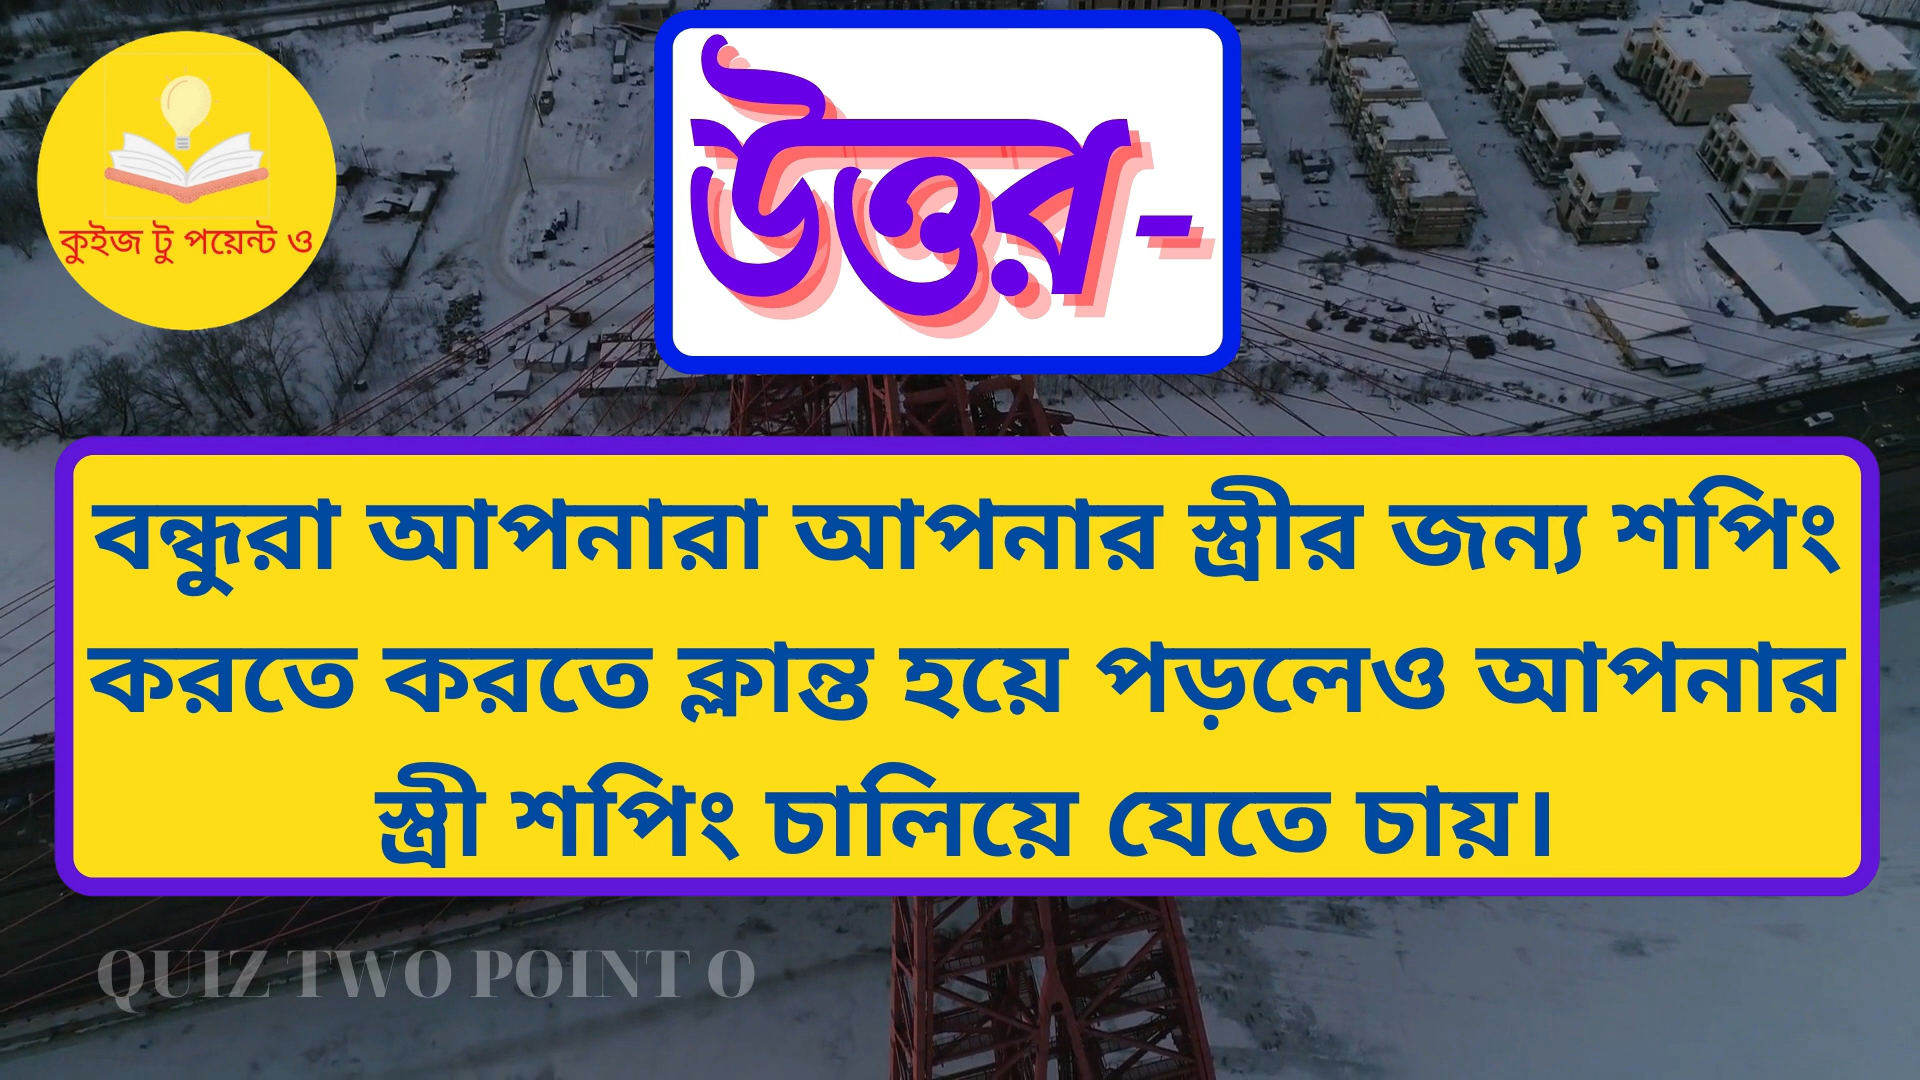 কুইজ টু পয়েন্ট ও
উত্তর-
বন্ধুরা আপনারা আপনার স্ত্রীর জন্য শপিং
করতে করতে ক্লান্ত হয়ে পড়লেও আপনার
স্ত্রী শপিং চালিয়ে যেতে চায়।
QUIZ TWO POINT O